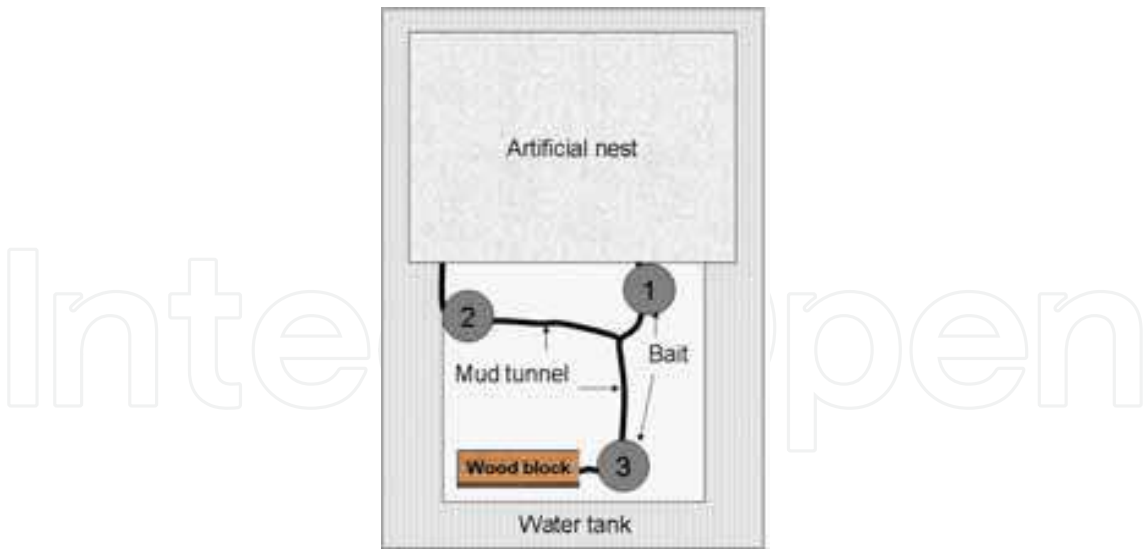 Artificial nest
1
2
Bait
Mud tunnel
Wood block
3
Water tank